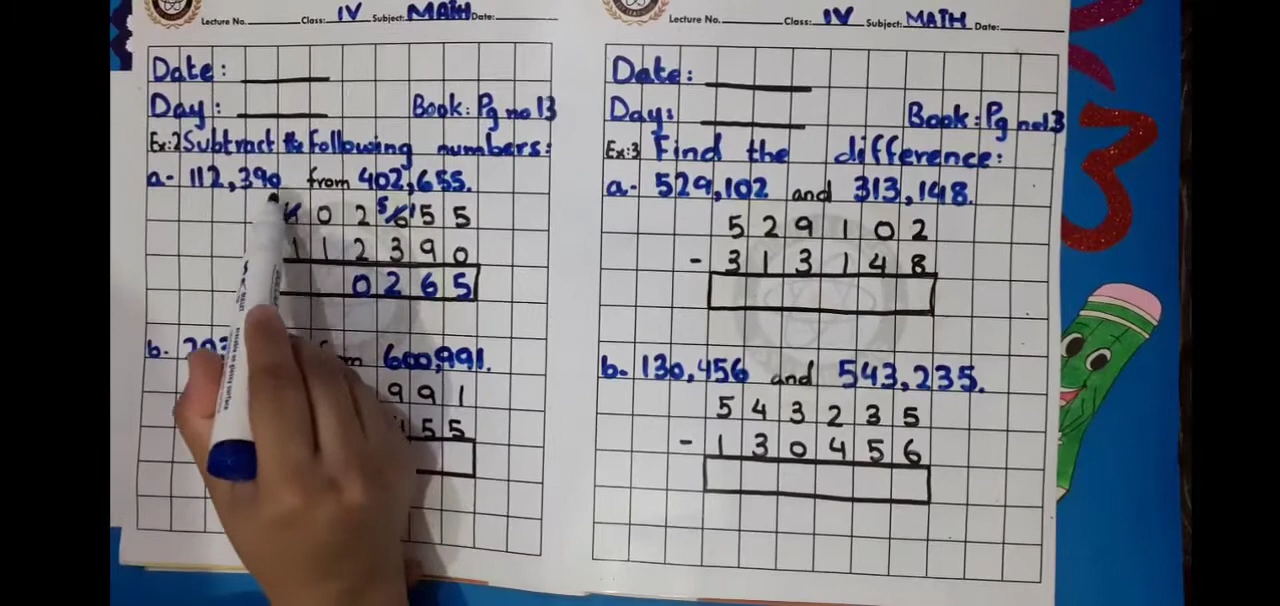 Lecture No. Class: IV Subject: MATH Date:
Date:
Day: Book: Pg no 13
Ex:2 Subtract the following numbers:
a- 112,390 from 402,655.
4 0 2 5 6 1 5 5
1 1 2 3 9 0
0 2 6 5
b. 600,991.
9 9 1
5 5
Lecture No. Class: IV Subject: MATH Date:
Date:
Day: Book: Pg no 13
Ex:3 Find the difference:
a- 529,102 and 313,148.
5 2 9 1 0 2
- 3 1 3 1 4 8
b. 130,456 and 543,235.
5 4 3 2 3 5
- 1 3 0 4 5 6